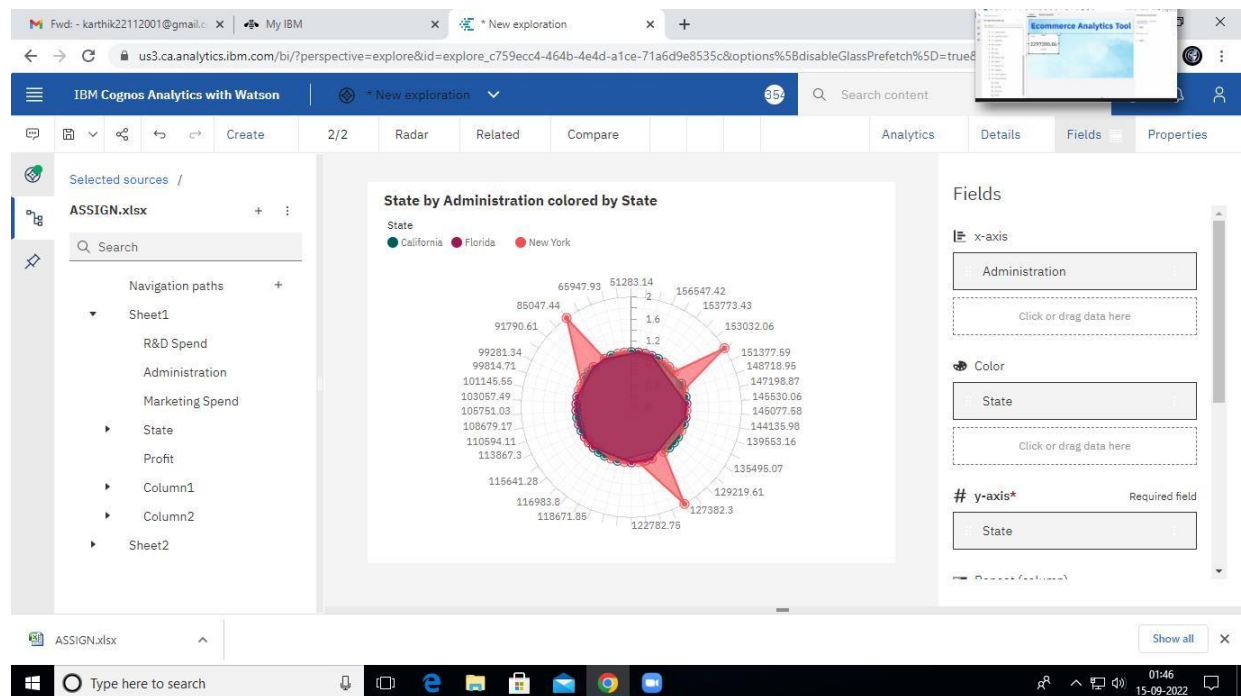 Fwd: - karthik22112001@gmail.c
My IBM
* New exploration
us3.ca.analytics.ibm.com/bi/?perspective=explore&id=explore_c759ecc4-464b-4e4d-a1ce-71a6d9e8535c&options%5BdisableGlassPrefetch%5D=true&
Ecommerce Analytics Tool
IBM Cognos Analytics with Watson
* New exploration
354
Search content
Create
2/2
Radar
Related
Compare
Analytics
Details
Fields
Properties
Selected sources /
ASSIGN.xlsx
Search
Navigation paths
Sheet1
R&D Spend
Administration
Marketing Spend
State
Profit
Column1
Column2
Sheet2
State by Administration colored by State
State
California Florida New York
51283.14
156547.42
153773.43
153032.06
151377.59
148718.95
147198.87
145530.06
145077.58
144135.98
139553.16
135495.07
129219.61
127382.3
122782.75
118671.85
116983.8
115641.28
113867.3
110594.11
108679.17
105751.03
103057.49
101145.55
99814.71
99281.34
91790.61
85047.44
65947.93
2
1.6
1.2
Fields
x-axis
Administration
Click or drag data here
Color
State
Click or drag data here
# y-axis*
Required field
State
ASSIGN.xlsx
Show all
Type here to search
01:46
15-09-2022